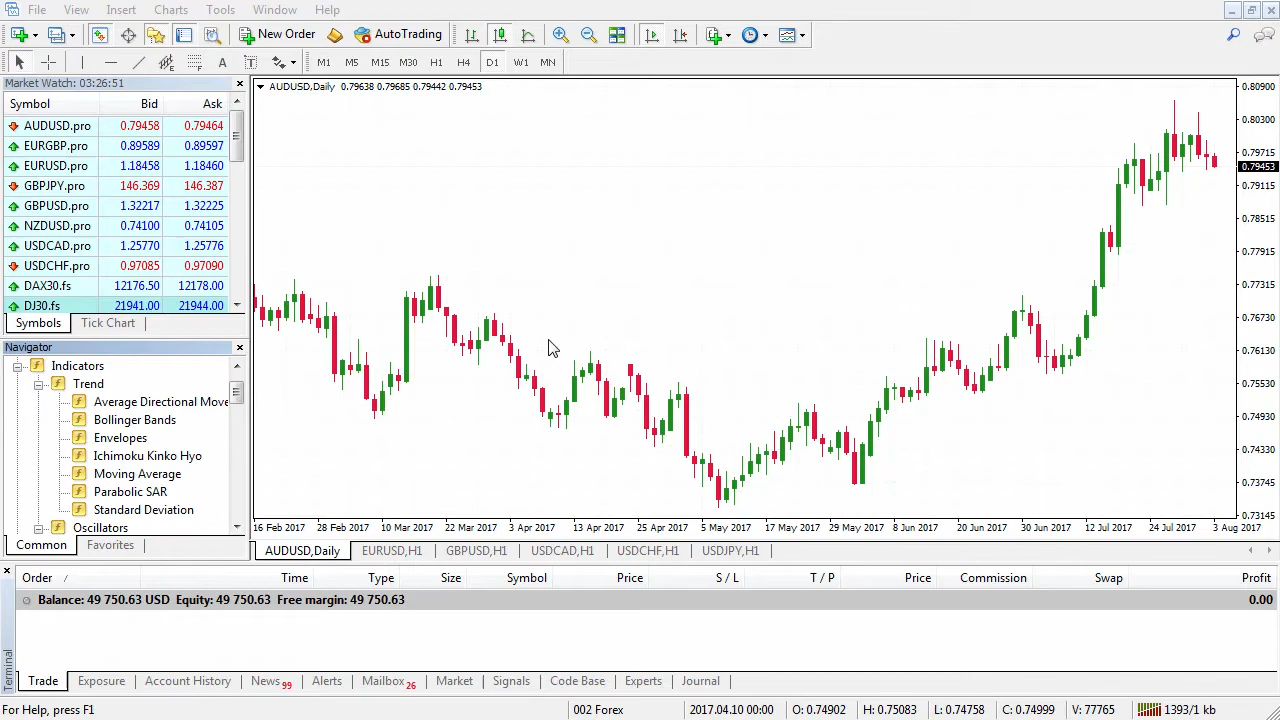 File View Insert Charts Tools Window Help
New Order AutoTrading
A T M1 M5 M15 M30 H1 H4 D1 W1 MN
Market Watch: 03:26:51
Symbol Bid Ask
AUDUSD.pro 0.79458 0.79464
EURGBP.pro 0.89589 0.89597
EURUSD.pro 1.18458 1.18460
GBPJPY.pro 146.369 146.387
GBPUSD.pro 1.32217 1.32225
NZDUSD.pro 0.74100 0.74105
USDCAD.pro 1.25770 1.25776
USDCHF.pro 0.97085 0.97090
DAX30.fs 12176.50 12178.00
DJ30.fs 21941.00 21944.00
Symbols Tick Chart
Navigator
Indicators
Trend
Average Directional Move
Bollinger Bands
Envelopes
Ichimoku Kinko Hyo
Moving Average
Parabolic SAR
Standard Deviation
Oscillators
Common Favorites
AUDUSD,Daily 0.79638 0.79685 0.79442 0.79453
0.80900
0.80300
0.79715
0.79453
0.79115
0.78515
0.77915
0.77315
0.76730
0.76130
0.75530
0.74930
0.74330
0.73745
0.73145
16 Feb 2017 28 Feb 2017 10 Mar 2017 22 Mar 2017 3 Apr 2017 13 Apr 2017 25 Apr 2017 5 May 2017 17 May 2017 29 May 2017 8 Jun 2017 20 Jun 2017 30 Jun 2017 12 Jul 2017 24 Jul 2017 3 Aug 2017
AUDUSD,Daily EURUSD,H1 GBPUSD,H1 USDCAD,H1 USDCHF,H1 USDJPY,H1
Order / Time Type Size Symbol Price S / L T / P Price Commission Swap Profit
Balance: 49 750.63 USD Equity: 49 750.63 Free margin: 49 750.63 0.00
Terminal
Trade Exposure Account History News 99 Alerts Mailbox 26 Market Signals Code Base Experts Journal
For Help, press F1 002 Forex 2017.04.10 00:00 O: 0.74902 H: 0.75083 L: 0.74758 C: 0.74999 V: 77765 1393/1 kb